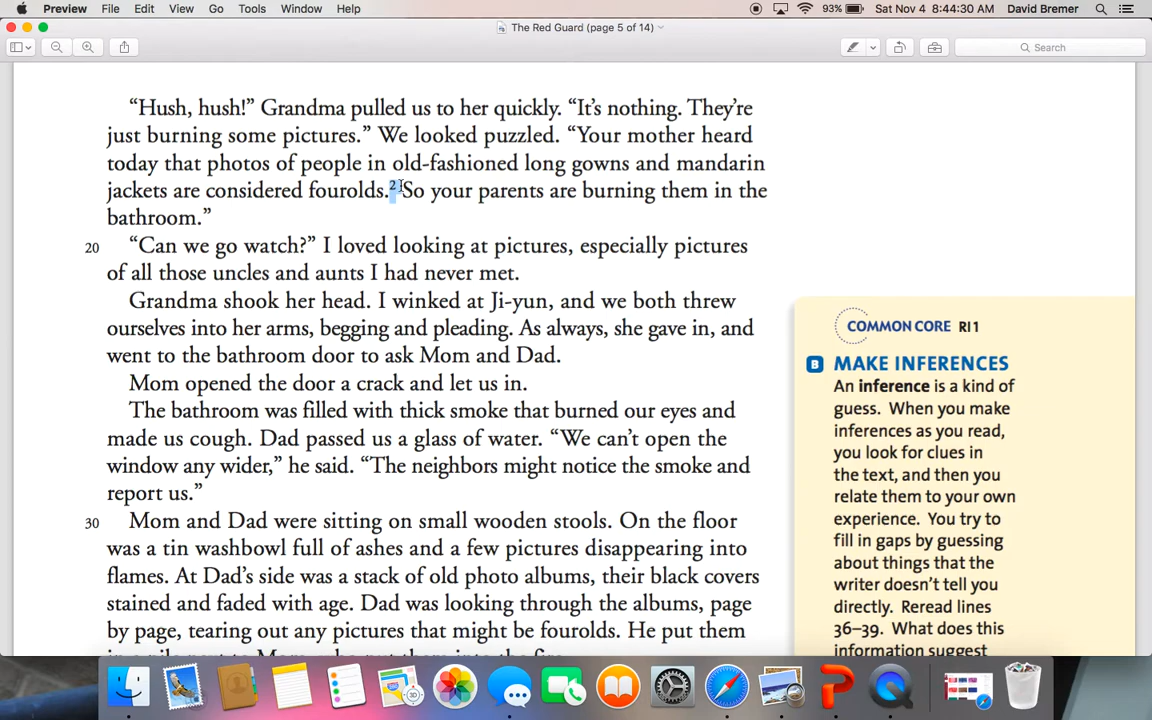 Preview File Edit View Go Tools Window Help 93% Sat Nov 4 8:44:30 AM David Bremer
The Red Guard (page 5 of 14)
Search
“Hush, hush!” Grandma pulled us to her quickly. “It’s nothing. They’re
just burning some pictures.” We looked puzzled. “Your mother heard
today that photos of people in old-fashioned long gowns and mandarin
jackets are considered fourolds.2 So your parents are burning them in the
bathroom.”
20 “Can we go watch?” I loved looking at pictures, especially pictures
of all those uncles and aunts I had never met.
Grandma shook her head. I winked at Ji-yun, and we both threw
ourselves into her arms, begging and pleading. As always, she gave in, and
went to the bathroom door to ask Mom and Dad.
Mom opened the door a crack and let us in.
The bathroom was filled with thick smoke that burned our eyes and
made us cough. Dad passed us a glass of water. “We can’t open the
window any wider,” he said. “The neighbors might notice the smoke and
report us.”
30 Mom and Dad were sitting on small wooden stools. On the floor
was a tin washbowl full of ashes and a few pictures disappearing into
flames. At Dad’s side was a stack of old photo albums, their black covers
stained and faded with age. Dad was looking through the albums, page
by page, tearing out any pictures that might be fourolds. He put them
COMMON CORE RI1
B MAKE INFERENCES
An inference is a kind of
guess. When you make
inferences as you read,
you look for clues in
the text, and then you
relate them to your own
experience. You try to
fill in gaps by guessing
about things that the
writer doesn’t tell you
directly. Reread lines
36–39. What does this
information suggest
3D